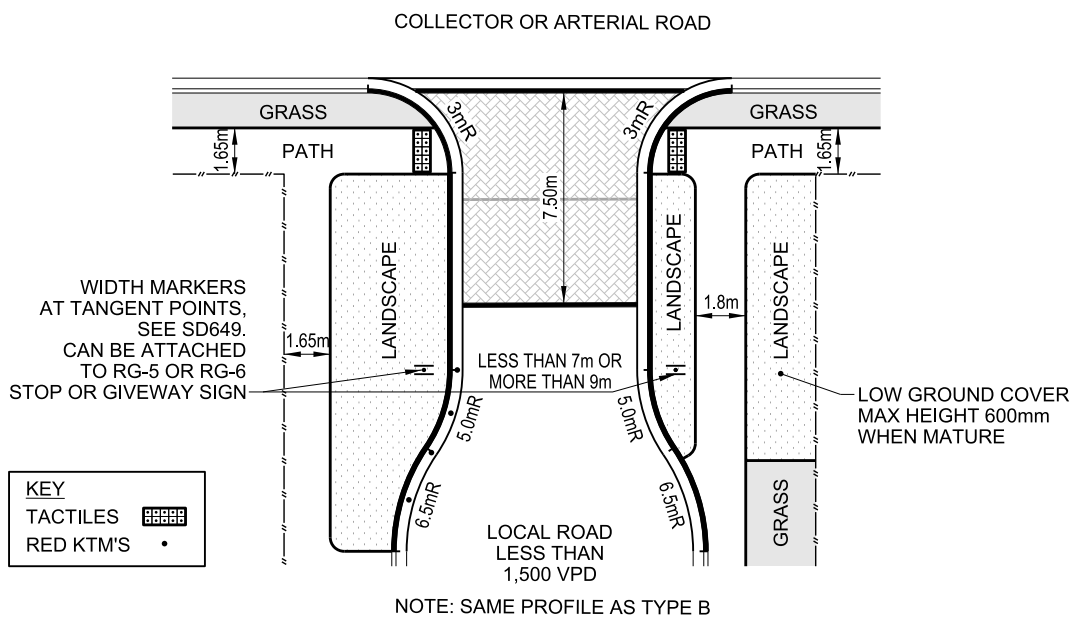 COLLECTOR OR ARTERIAL ROAD
GRASS
3mR
3mR
GRASS
1.65m
PATH
PATH
1.65m
7.50m
LANDSCAPE
LANDSCAPE
LANDSCAPE
WIDTH MARKERS
AT TANGENT POINTS,
SEE SD649.
CAN BE ATTACHED
TO RG-5 OR RG-6
STOP OR GIVEWAY SIGN
1.65m
1.8m
LESS THAN 7m OR
MORE THAN 9m
5.0mR
5.0mR
LOW GROUND COVER
MAX HEIGHT 600mm
WHEN MATURE
6.5mR
6.5mR
GRASS
KEY
TACTILES
RED KTM'S
LOCAL ROAD
LESS THAN
1,500 VPD
NOTE: SAME PROFILE AS TYPE B